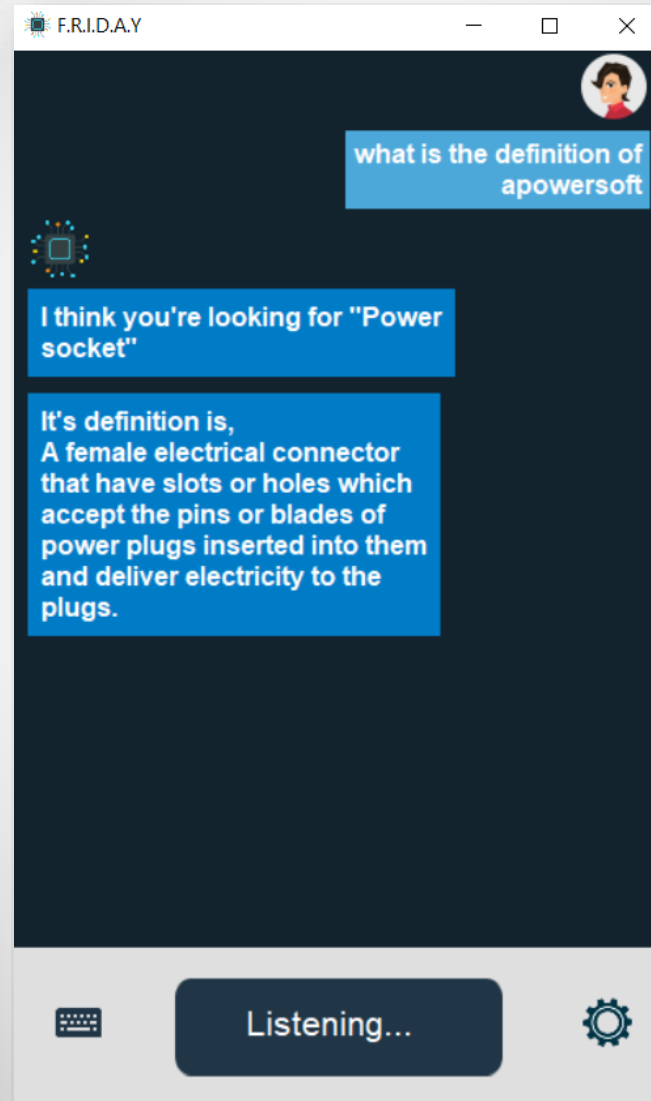 F.R.I.D.A.Y
what is the definition of
apowersoft
I think you're looking for "Power
socket"
It's definition is,
A female electrical connector
that have slots or holes which
accept the pins or blades of
power plugs inserted into them
and deliver electricity to the
plugs.
Listening...